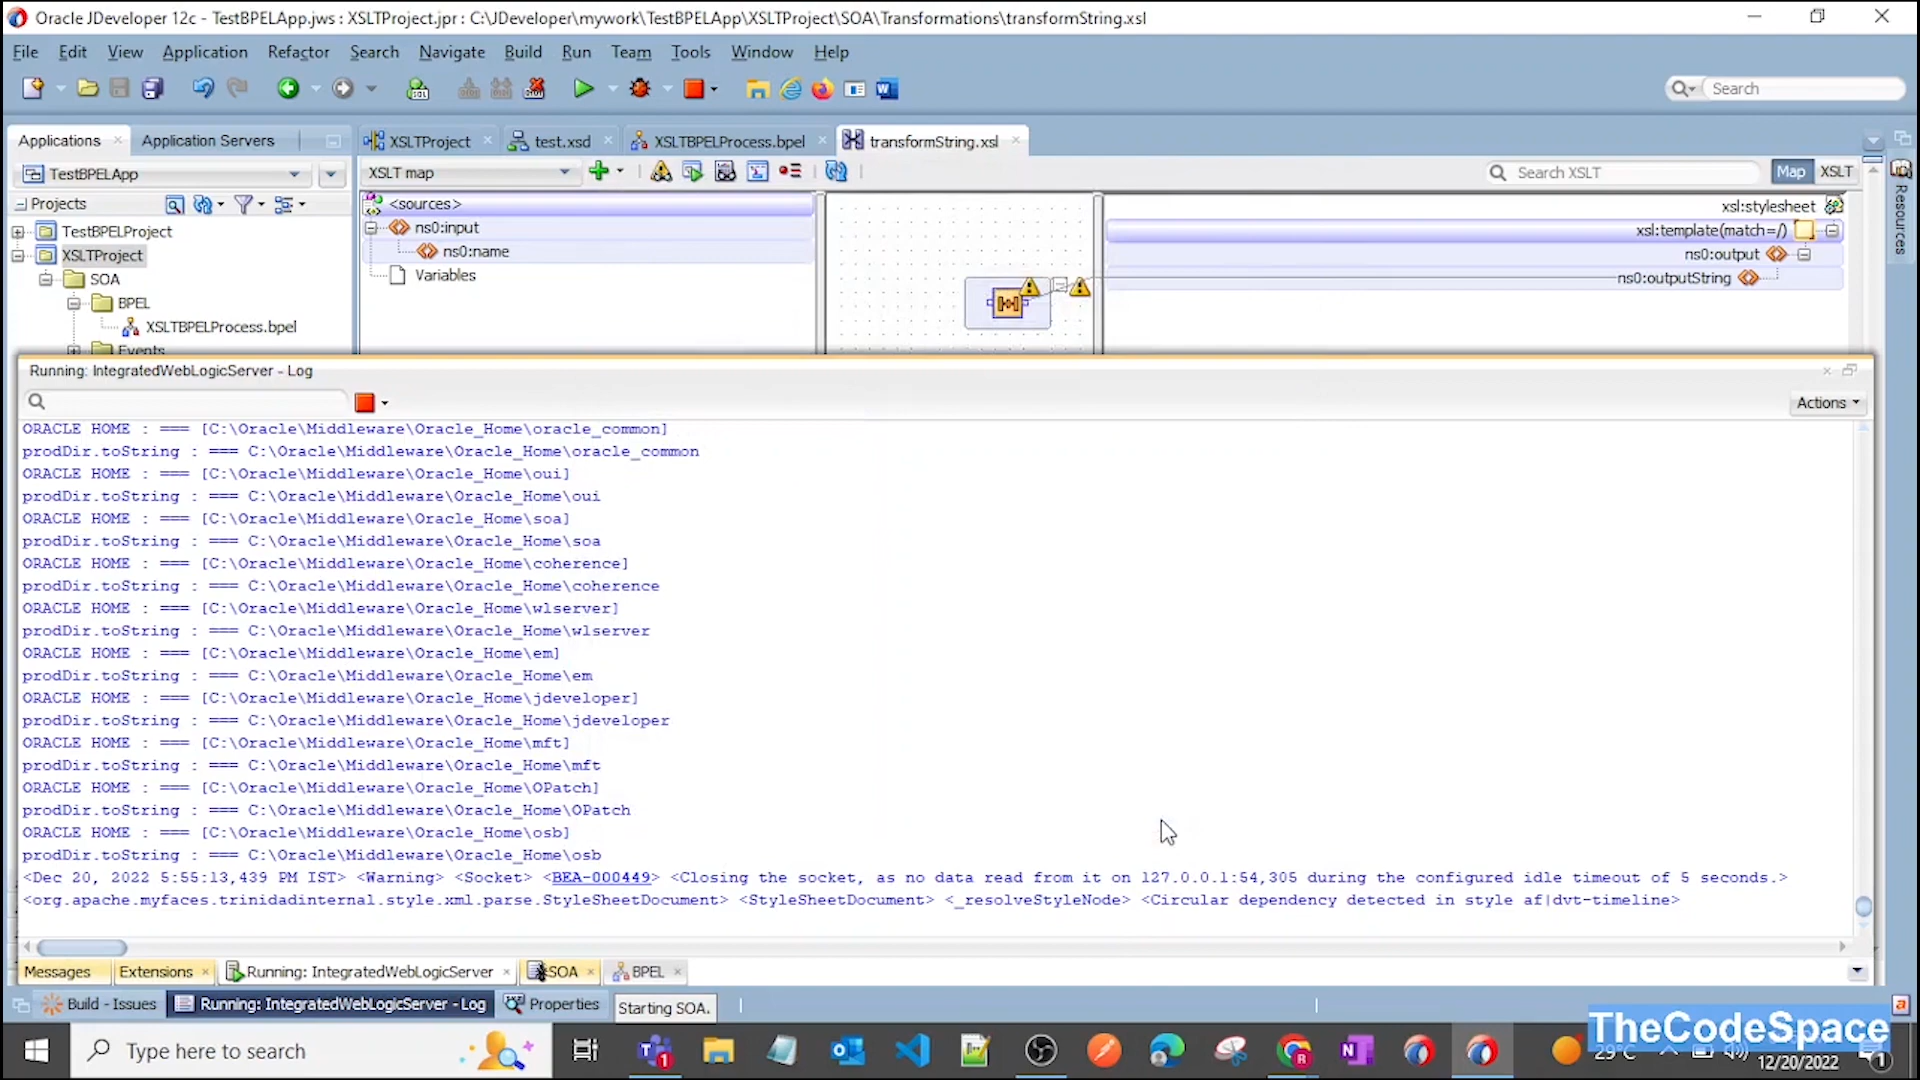 Oracle JDeveloper 12c - TestBPELApp.jws : XSLTProject.jpr : C:\JDeveloper\mywork\TestBPELApp\XSLTProject\SOA\Transformations\transformString.xsl
File Edit View Application Refactor Search Navigate Build Run Team Tools Window Help
Search
Applications Application Servers XSLTProject test.xsd XSLTBPELProcess.bpel transformString.xsl
TestBPELApp XSLT map Search XSLT Map XSLT
Resources
Projects
<sources> xsl:stylesheet
TestBPELProject ns0:input xsl:template(match=/)
XSLTProject ns0:name ns0:output
SOA Variables ns0:outputString
BPEL
XSLTBPELProcess.bpel
Events
Running: IntegratedWebLogicServer - Log
Actions
ORACLE HOME : === [C:\Oracle\Middleware\Oracle_Home\oracle_common]
prodDir.toString : === C:\Oracle\Middleware\Oracle_Home\oracle_common
ORACLE HOME : === [C:\Oracle\Middleware\Oracle_Home\oui]
prodDir.toString : === C:\Oracle\Middleware\Oracle_Home\oui
ORACLE HOME : === [C:\Oracle\Middleware\Oracle_Home\soa]
prodDir.toString : === C:\Oracle\Middleware\Oracle_Home\soa
ORACLE HOME : === [C:\Oracle\Middleware\Oracle_Home\coherence]
prodDir.toString : === C:\Oracle\Middleware\Oracle_Home\coherence
ORACLE HOME : === [C:\Oracle\Middleware\Oracle_Home\wlserver]
prodDir.toString : === C:\Oracle\Middleware\Oracle_Home\wlserver
ORACLE HOME : === [C:\Oracle\Middleware\Oracle_Home\em]
prodDir.toString : === C:\Oracle\Middleware\Oracle_Home\em
ORACLE HOME : === [C:\Oracle\Middleware\Oracle_Home\jdeveloper]
prodDir.toString : === C:\Oracle\Middleware\Oracle_Home\jdeveloper
ORACLE HOME : === [C:\Oracle\Middleware\Oracle_Home\mft]
prodDir.toString : === C:\Oracle\Middleware\Oracle_Home\mft
ORACLE HOME : === [C:\Oracle\Middleware\Oracle_Home\OPatch]
prodDir.toString : === C:\Oracle\Middleware\Oracle_Home\OPatch
ORACLE HOME : === [C:\Oracle\Middleware\Oracle_Home\osb]
prodDir.toString : === C:\Oracle\Middleware\Oracle_Home\osb
<Dec 20, 2022 5:55:13,439 PM IST> <Warning> <Socket> <BEA-000449> <Closing the socket, as no data read from it on 127.0.0.1:54,305 during the configured idle timeout of 5 seconds.>
<org.apache.myfaces.trinidadinternal.style.xml.parse.StyleSheetDocument> <StyleSheetDocument> <_resolveStyleNode> <Circular dependency detected in style af|dvt-timeline>
Messages Extensions Running: IntegratedWebLogicServer SOA BPEL
Build - Issues Running: IntegratedWebLogicServer - Log Properties Starting SOA.
TheCodeSpace
Type here to search
29°C
12/20/2022